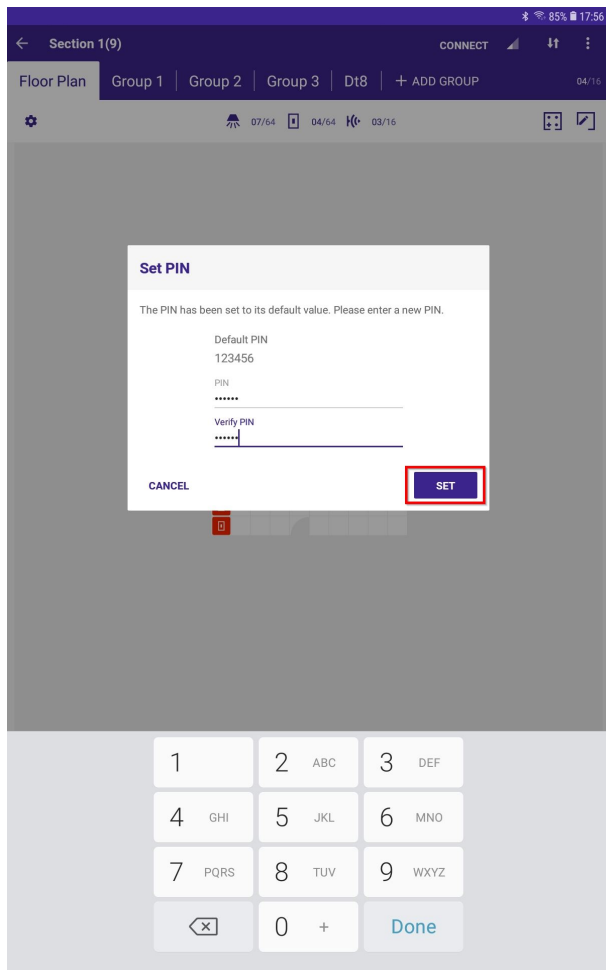 85% 17:56
Section 1(9) CONNECT
Floor Plan Group 1 Group 2 Group 3 Dt8 + ADD GROUP 04/16
07/64 04/64 03/16
Set PIN
The PIN has been set to its default value. Please enter a new PIN.
Default PIN
123456
PIN
••••••
Verify PIN
••••••
CANCEL SET
1 2 ABC 3 DEF
4 GHI 5 JKL 6 MNO
7 PQRS 8 TUV 9 WXYZ
0 + Done